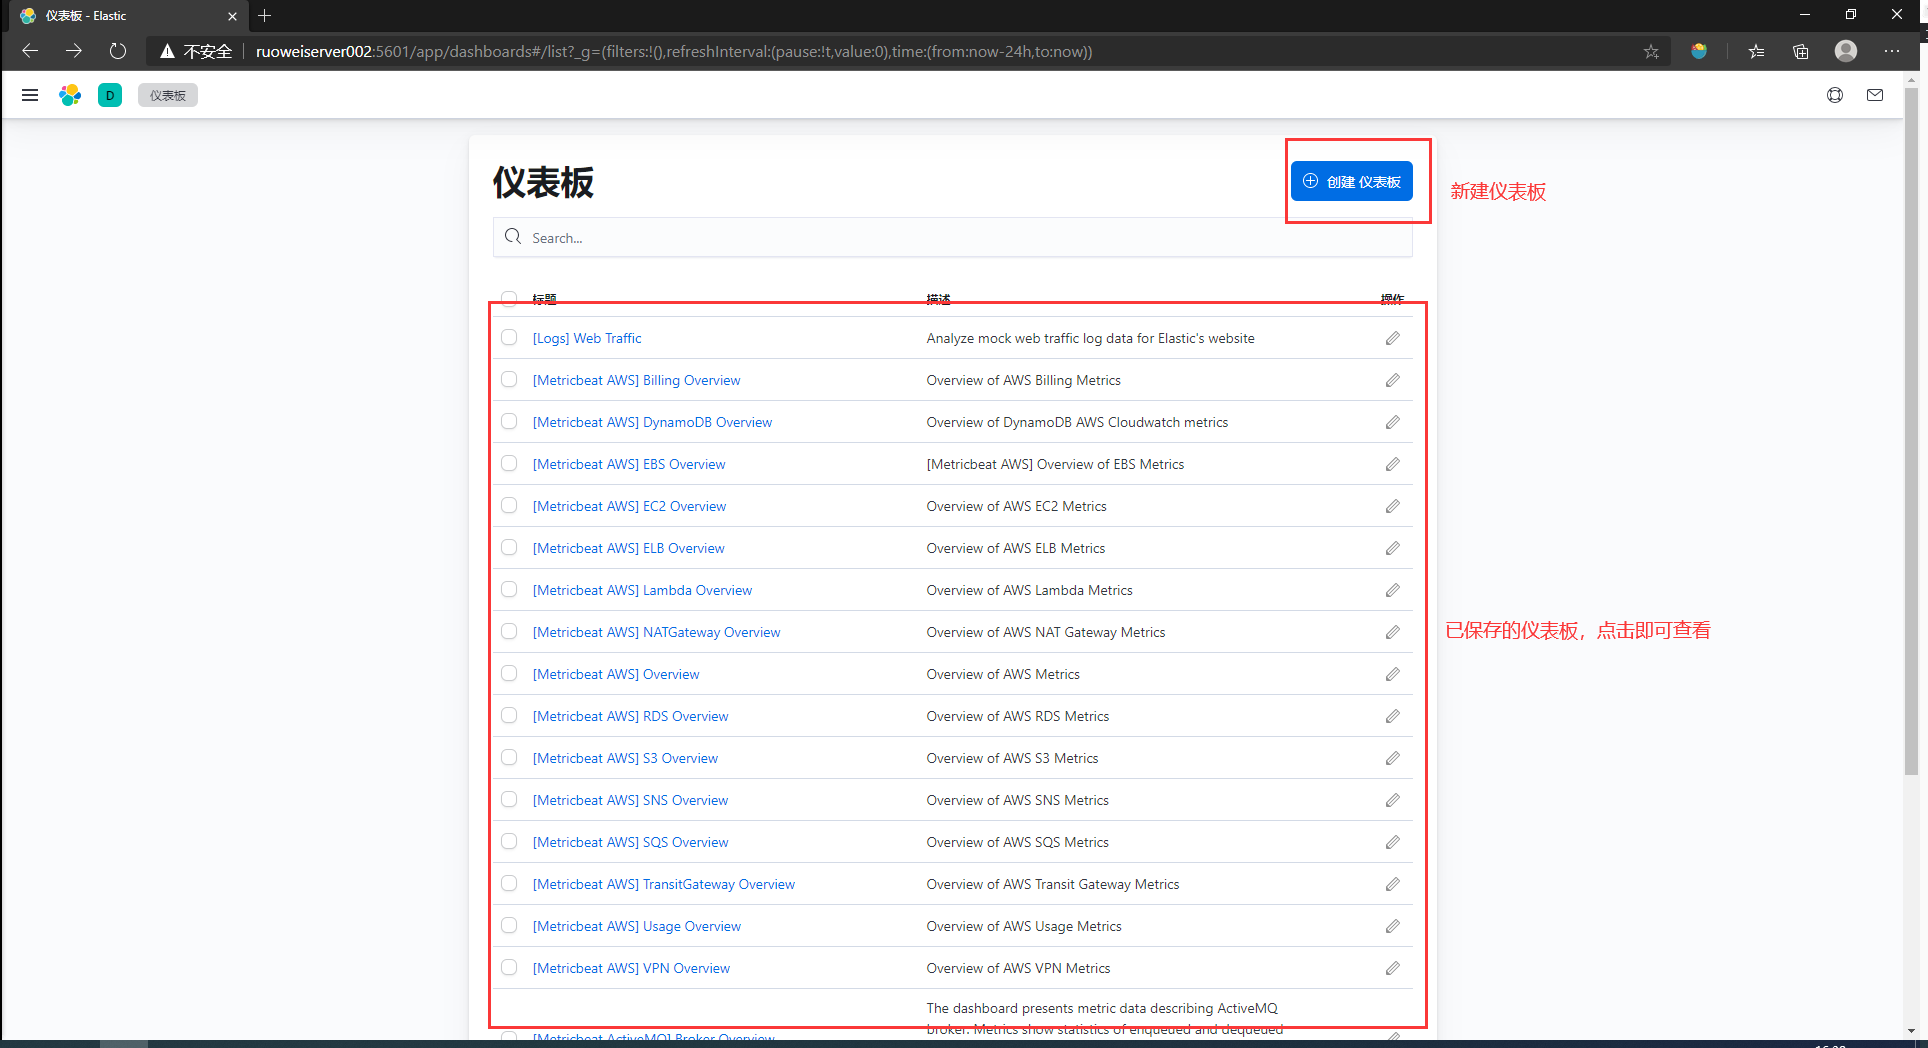 仪表板 - Elastic
不安全 ruoweiserver002:5601/app/dashboards#/list?_g=(filters:!(),refreshInterval:(pause:!t,value:0),time:(from:now-24h,to:now))
D 仪表板
仪表板
创建 仪表板
新建仪表板
Search...
标题 描述 操作
[Logs] Web Traffic Analyze mock web traffic log data for Elastic's website
[Metricbeat AWS] Billing Overview Overview of AWS Billing Metrics
[Metricbeat AWS] DynamoDB Overview Overview of DynamoDB AWS Cloudwatch metrics
[Metricbeat AWS] EBS Overview [Metricbeat AWS] Overview of EBS Metrics
[Metricbeat AWS] EC2 Overview Overview of AWS EC2 Metrics
[Metricbeat AWS] ELB Overview Overview of AWS ELB Metrics
[Metricbeat AWS] Lambda Overview Overview of AWS Lambda Metrics
[Metricbeat AWS] NATGateway Overview Overview of AWS NAT Gateway Metrics
已保存的仪表板，点击即可查看
[Metricbeat AWS] Overview Overview of AWS Metrics
[Metricbeat AWS] RDS Overview Overview of AWS RDS Metrics
[Metricbeat AWS] S3 Overview Overview of AWS S3 Metrics
[Metricbeat AWS] SNS Overview Overview of AWS SNS Metrics
[Metricbeat AWS] SQS Overview Overview of AWS SQS Metrics
[Metricbeat AWS] TransitGateway Overview Overview of AWS Transit Gateway Metrics
[Metricbeat AWS] Usage Overview Overview of AWS Usage Metrics
[Metricbeat AWS] VPN Overview Overview of AWS VPN Metrics
The dashboard presents metric data describing ActiveMQ
broker. Metrics show statistics of enqueued and dequeued
[Metricbeat ActiveMQ] Broker Overview